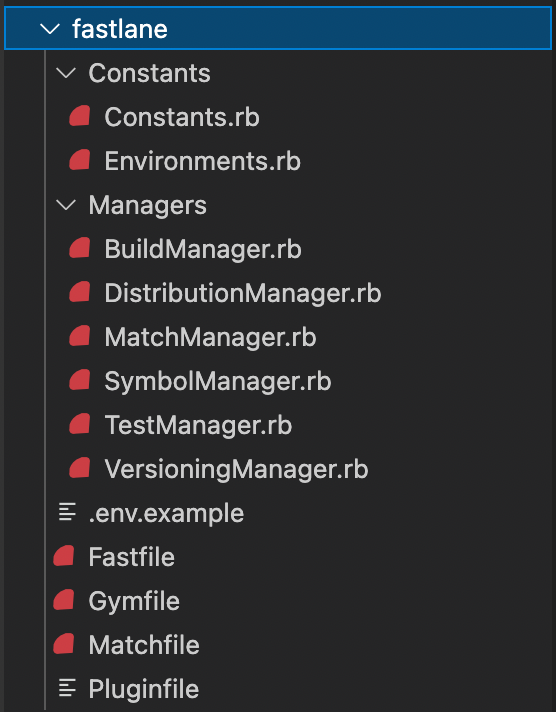 fastlane
Constants
Constants.rb
Environments.rb
Managers
BuildManager.rb
DistributionManager.rb
MatchManager.rb
SymbolManager.rb
TestManager.rb
VersioningManager.rb
.env.example
Fastfile
Gymfile
Matchfile
Pluginfile